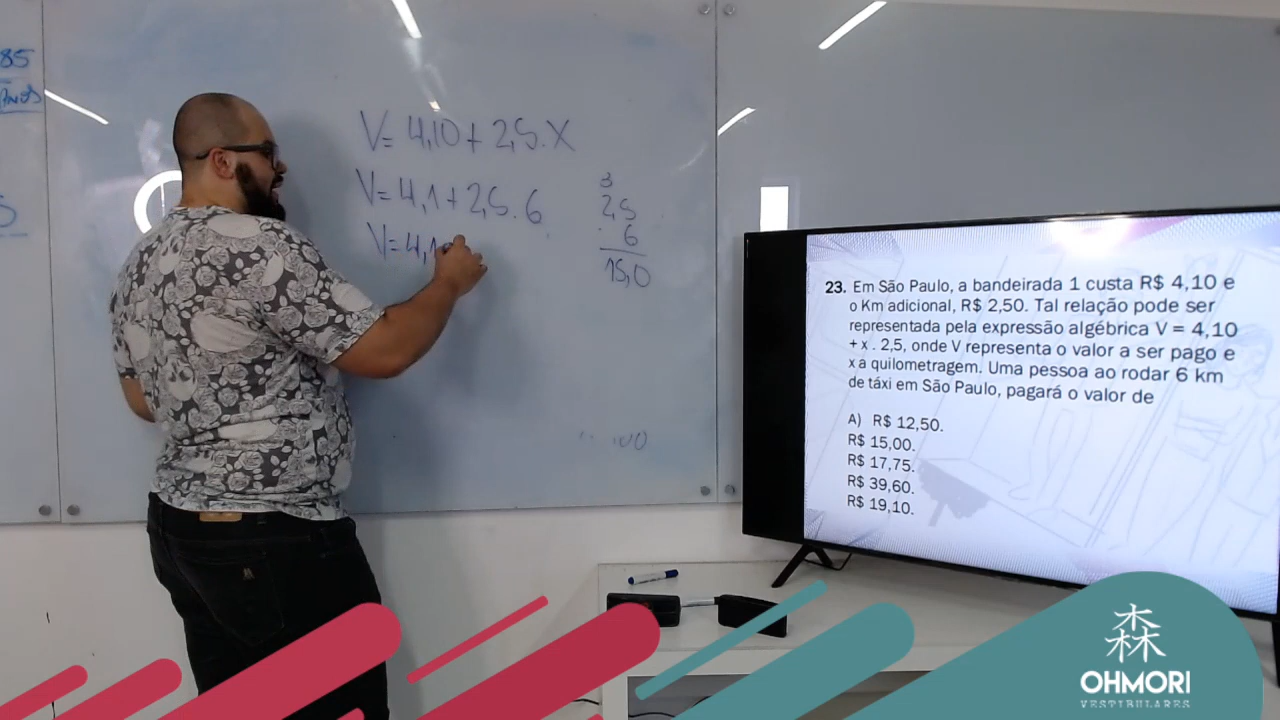 85
V= 4,10 + 2,5.X
V= 4,1 + 2,5.6
V= 4,1
3
2,5
. 6
15,0
23. Em São Paulo, a bandeirada 1 custa R$ 4,10 e
o Km adicional, R$ 2,50. Tal relação pode ser
representada pela expressão algébrica V = 4,10
+ x . 2,5, onde V representa o valor a ser pago e
x a quilometragem. Uma pessoa ao rodar 6 km
de táxi em São Paulo, pagará o valor de
A) R$ 12,50.
R$ 15,00.
R$ 17,75.
R$ 39,60.
R$ 19,10.
森
OHMORI
VESTIBULARES